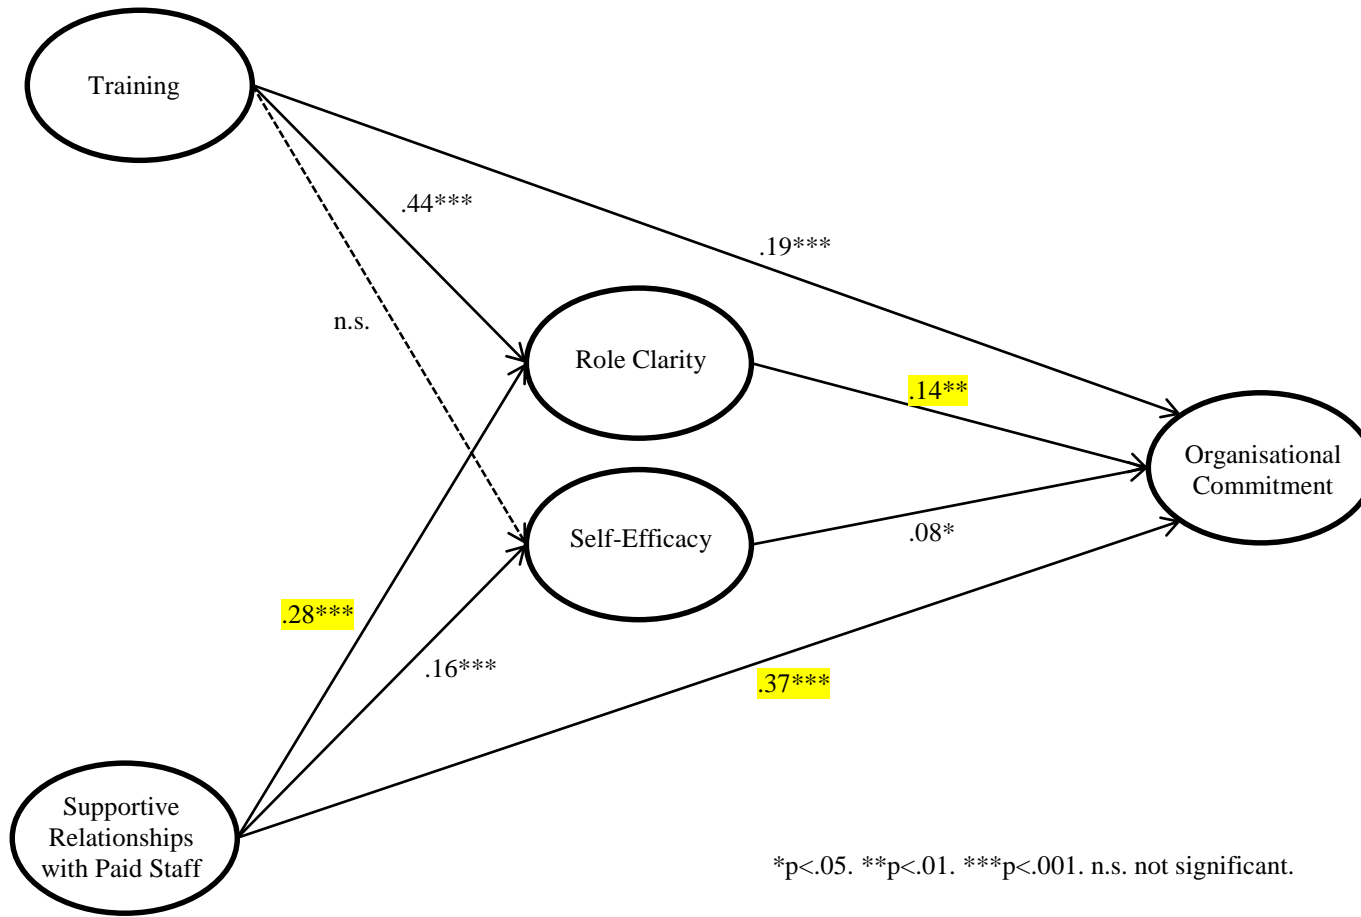 Training
.44***
.19***
n.s.
Role Clarity
.14**
Organisational
Commitment
Self-Efficacy
.08*
.28***
.16***
.37***
Supportive
Relationships
with Paid Staff
*p<.05. **p<.01. ***p<.001. n.s. not significant.